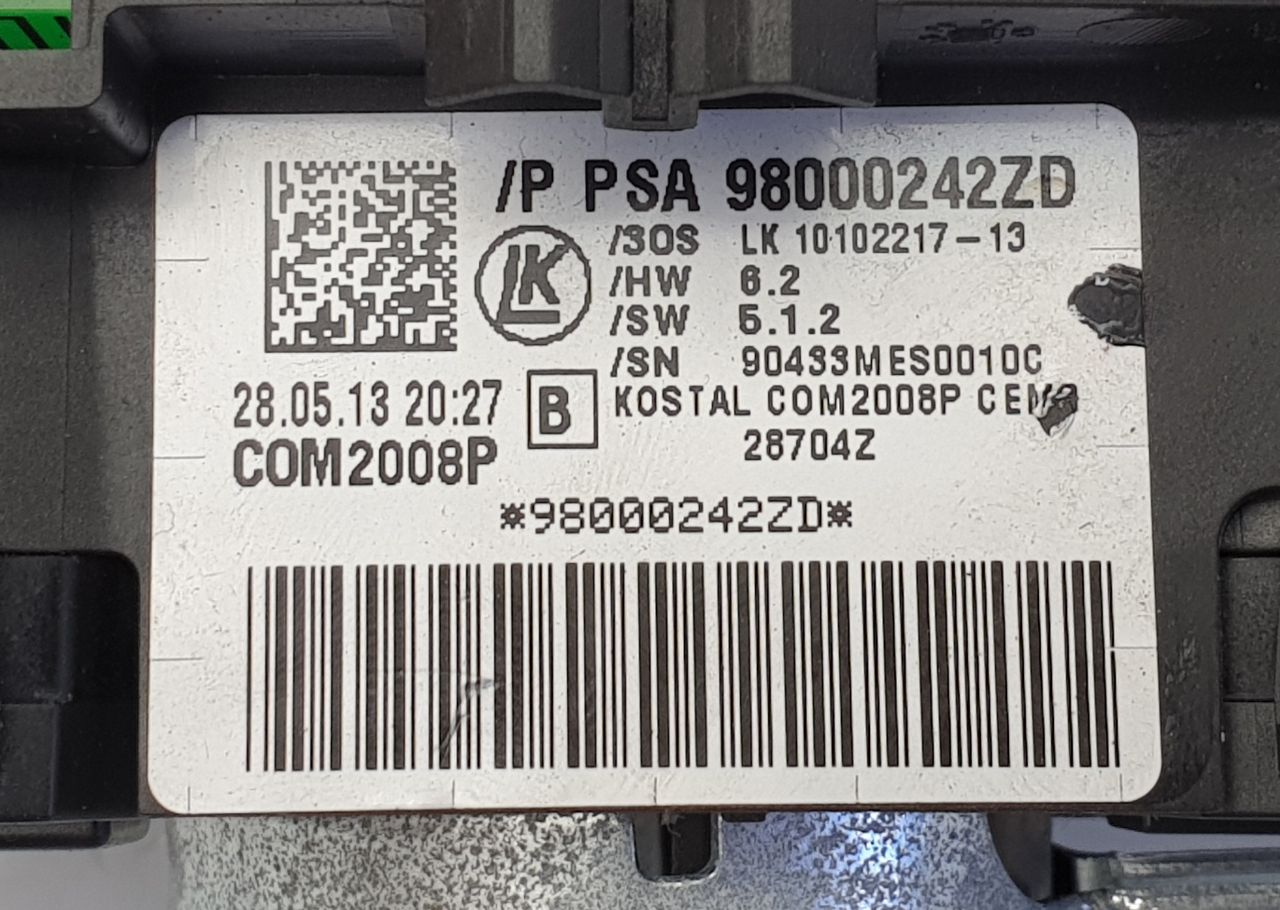 /P PSA 98000242ZD
LK
/SOS LK 10102217-13
/HW 6.2
/SW 5.1.2
/SN 90433MES0010C
28.05.13 20:27
B
KOSTAL COM2008P
28704Z
COM2008P
*98000242ZD*